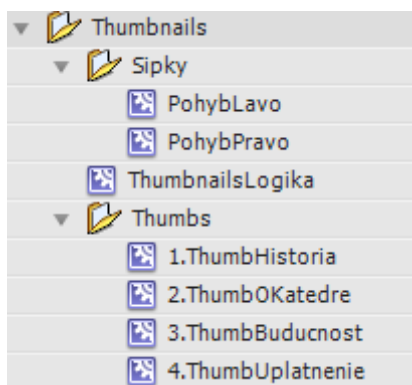 Thumbnails
Sipky
PohybLavo
PohybPravo
ThumbnailsLogika
Thumbs
1.ThumbHistoria
2.ThumbOKatedre
3.ThumbBuducnost
4.ThumbUplatnenie